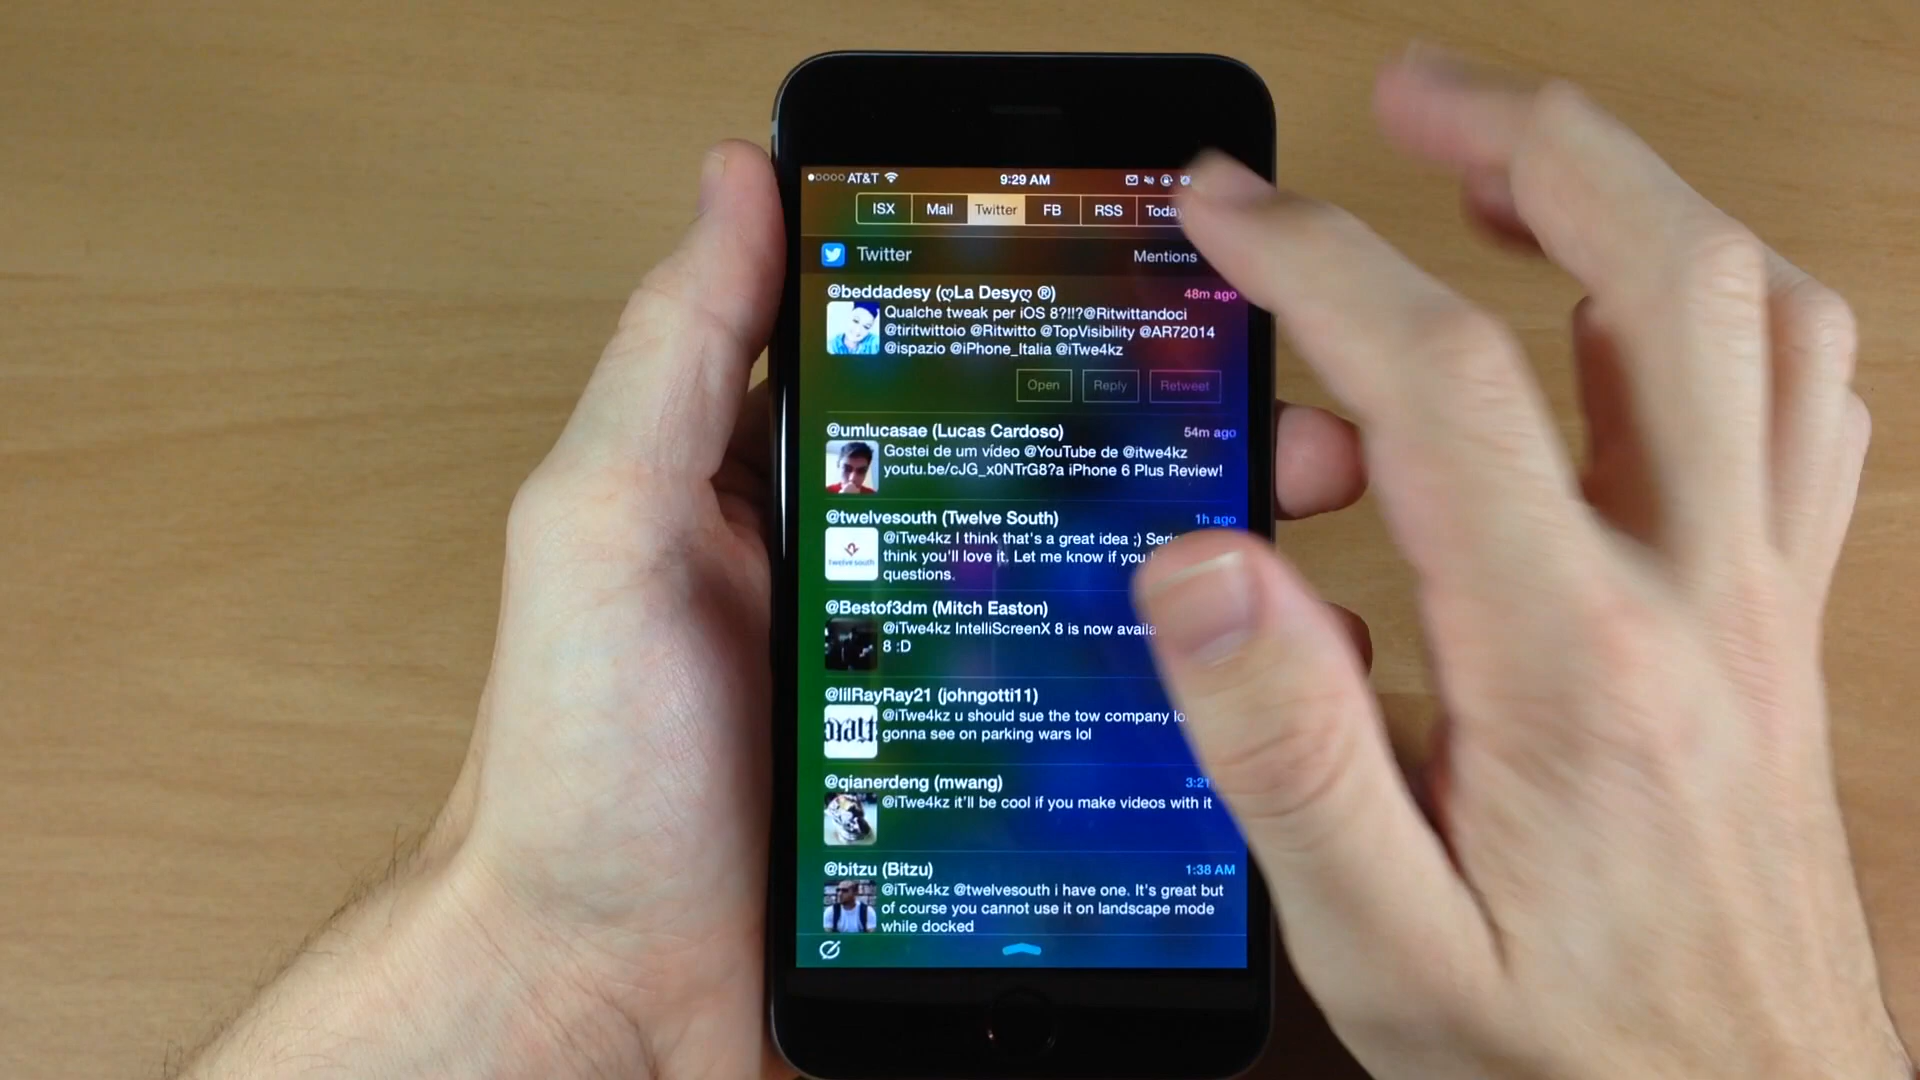 AT&T 9:29 AM
ISX Mail Twitter FB RSS Today
Twitter Mentions
@beddadesy (ღLa Desyღ ®) 48m ago
Qualche tweak per iOS 8?!!?@Ritwittandoci
@tiritwittoio @Ritwitto @TopVisibility @AR72014
@ispazio @iPhone_Italia @iTwe4kz
Open Reply Retweet
@umlucasae (Lucas Cardoso) 54m ago
Gostei de um vídeo @YouTube de @itwe4kz
youtu.be/cJG_x0NTrG8?a iPhone 6 Plus Review!
@twelvesouth (Twelve South) 1h ago
twelve south
@iTwe4kz I think that's a great idea ;)
think you'll love it. Let me know if you
questions.
@Bestof3dm (Mitch Easton)
@iTwe4kz IntelliScreenX 8 is now
8 :D
@lilRayRay21 (johngotti11)
@iTwe4kz u should sue the tow company
gonna see on parking wars lol
@qianerdeng (mwang) 3:21
@iTwe4kz it'll be cool if you make videos with it
@bitzu (Bitzu) 1:38 AM
@iTwe4kz @twelvesouth i have one. It's great but
of course you cannot use it on landscape mode
while docked